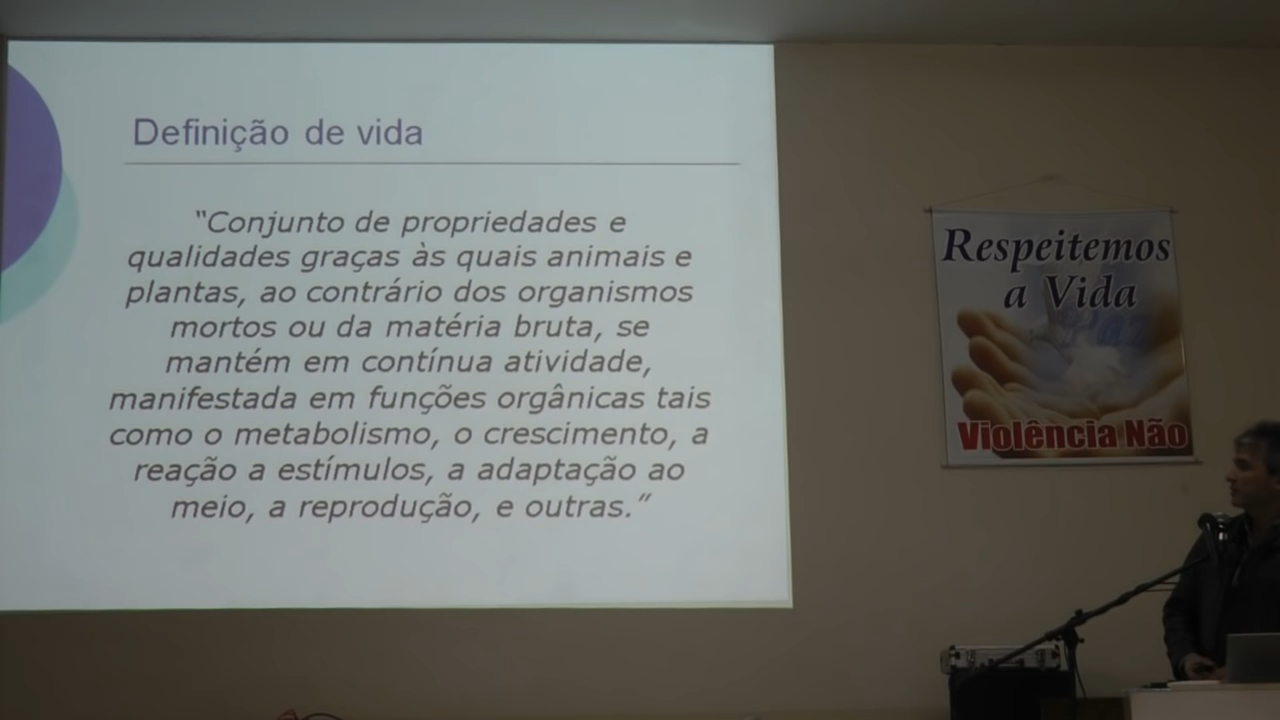 Definição de vida
“Conjunto de propriedades e
qualidades graças às quais animais e
plantas, ao contrário dos organismos
mortos ou da matéria bruta, se
mantém em contínua atividade,
manifestada em funções orgânicas tais
como o metabolismo, o crescimento, a
reação a estímulos, a adaptação ao
meio, a reprodução, e outras.”
Respeitemos
a Vida
Paz
Violência Não